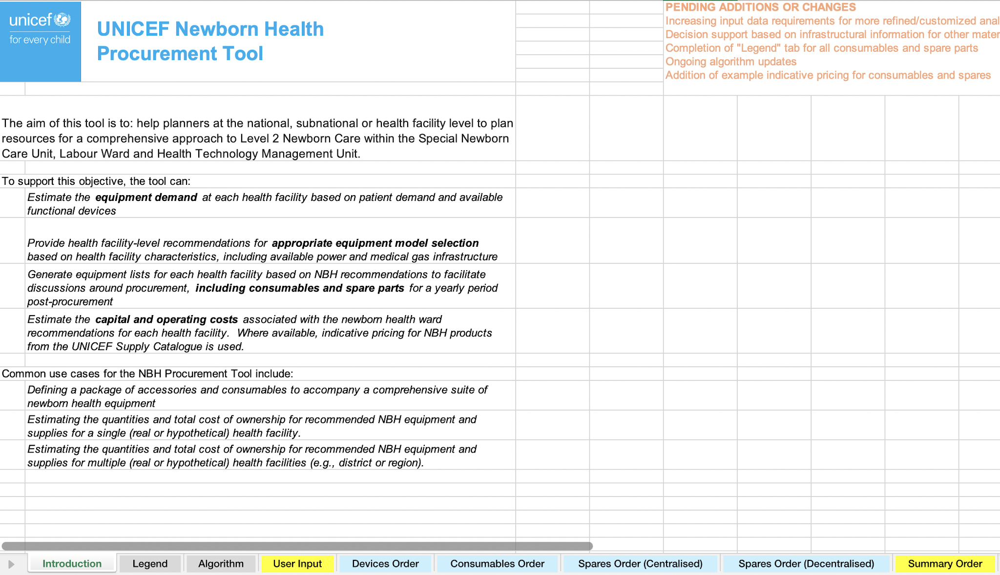 unicef
for every child
UNICEF Newborn Health
Procurement Tool
PENDING ADDITIONS OR CHANGES
Increasing input data requirements for more refined/customized
Decision support based on infrastructural information for other
Completion of "Legend" tab for all consumables and spare parts
Ongoing algorithm updates
Addition of example indicative pricing for consumables and spares
The aim of this tool is to: help planners at the national, subnational or health facility level to plan
resources for a comprehensive approach to Level 2 Newborn Care within the Special Newborn
Care Unit, Labour Ward and Health Technology Management Unit.
To support this objective, the tool can:
Estimate the equipment demand at each health facility based on patient demand and available
functional devices
Provide health facility-level recommendations for appropriate equipment model selection
based on health facility characteristics, including available power and medical gas infrastructure
Generate equipment lists for each health facility based on NBH recommendations to facilitate
discussions around procurement, including consumables and spare parts for a yearly period
post-procurement
Estimate the capital and operating costs associated with the newborn health ward
recommendations for each health facility. Where available, indicative pricing for NBH products
from the UNICEF Supply Catalogue is used.
Common use cases for the NBH Procurement Tool include:
Defining a package of accessories and consumables to accompany a comprehensive suite of
newborn health equipment
Estimating the quantities and total cost of ownership for recommended NBH equipment and
supplies for a single (real or hypothetical) health facility.
Estimating the quantities and total cost of ownership for recommended NBH equipment and
supplies for multiple (real or hypothetical) health facilities (e.g., district or region).
Introduction
Legend
Algorithm
User Input
Devices Order
Consumables Order
Spares Order (Centralised)
Spares Order (Decentralised)
Summary Order